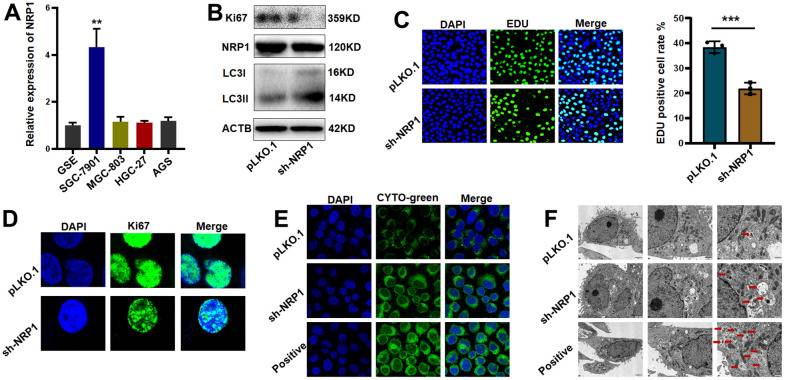 A
Relative expression of NRP1
6
4
2
0
**
GSE
SGC-7901
MGC-803
HGC-27
AGS
B
Ki67
359KD
NRP1
120KD
LC3I
16KD
LC3II
14KD
ACTB
42KD
pLKO.1
sh-NRP1
C
DAPI
EDU
Merge
pLKO.1
sh-NRP1
EDU positive cell rate %
50
40
30
20
10
0
***
pLKO.1
sh-NRP1
D
DAPI
Ki67
Merge
pLKO.1
sh-NRP1
E
DAPI
CYTO-green
Merge
pLKO.1
sh-NRP1
Positive
F
pLKO.1
sh-NRP1
Positive